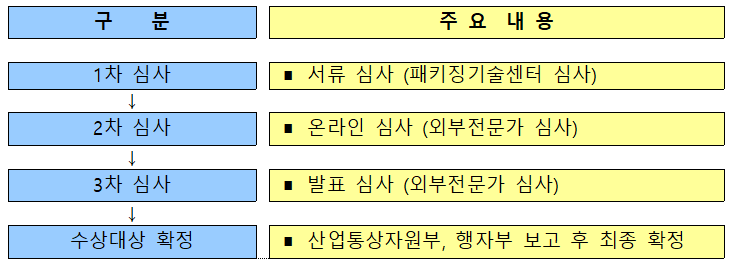 구 분 주 요 내 용
1차 심사 ■ 서류 심사 (패키징기술센터 심사)
↓
2차 심사 ■ 온라인 심사 (외부전문가 심사)
↓
3차 심사 ■ 발표 심사 (외부전문가 심사)
↓
수상대상 확정 ■ 산업통상자원부, 행자부 보고 후 최종 확정